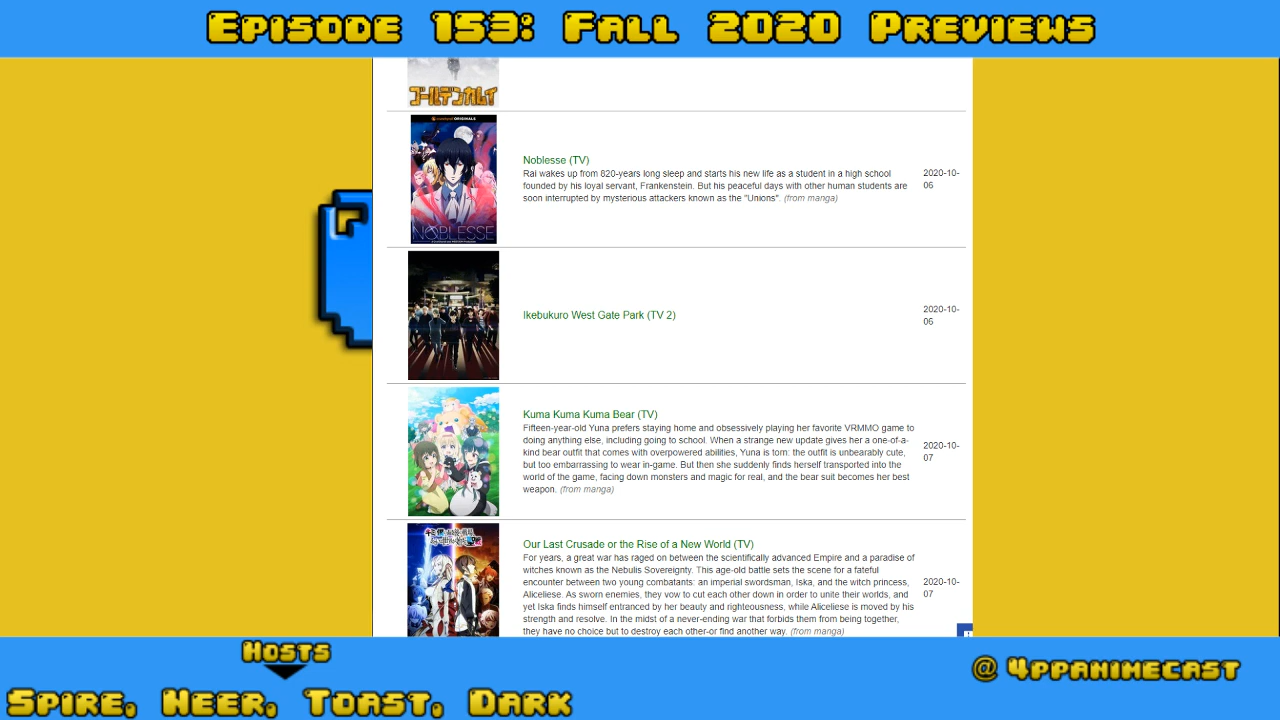 Episode 153: Fall 2020 Previews
ゴールデンカムイ
Noblesse (TV)
Rai wakes up from 820-years long sleep and starts his new life as a student in a high school
founded by his loyal servant, Frankenstein. But his peaceful days with other human students are
soon interrupted by mysterious attackers known as the "Unions". (from manga)
2020-10-
06
NOBLESSE
Ikebukuro West Gate Park (TV 2)
2020-10-
06
Kuma Kuma Kuma Bear (TV)
Fifteen-year-old Yuna prefers staying home and obsessively playing her favorite VRMMO game to
doing anything else, including going to school. When a strange new update gives her a one-of-a-
kind bear outfit that comes with overpowered abilities, Yuna is torn: the outfit is unbearably cute,
but too embarrassing to wear in-game. But then she suddenly finds herself transported into the
world of the game, facing down monsters and magic for real, and the bear suit becomes her best
weapon. (from manga)
2020-10-
07
Our Last Crusade or the Rise of a New World (TV)
For years, a great war has raged on between the scientifically advanced Empire and a paradise of
witches known as the Nebulis Sovereignty. This age-old battle sets the scene for a fateful
encounter between two young combatants: an imperial swordsman, Iska, and the witch princess,
Aliceliese. As sworn enemies, they vow to cut each other down in order to unite their worlds, and
yet Iska finds himself entranced by her beauty and righteousness, while Aliceliese is moved by his
strength and resolve. In the midst of a never-ending war that forbids them from being together,
they have no choice but to destroy each other-or find another way. (from manga)
2020-10-
07
Hosts
Spire, Neer, Toast, Dark
@ 4ppanimecast